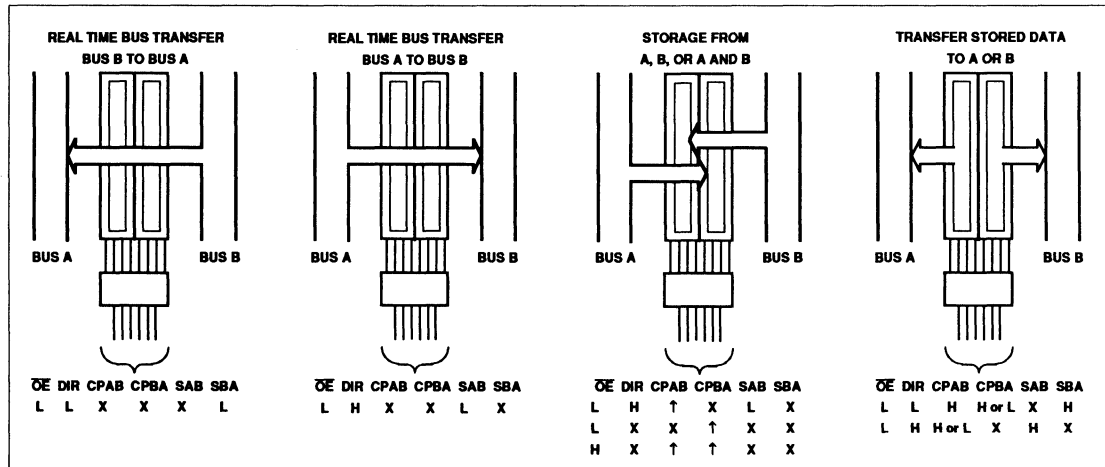 REAL TIME BUS TRANSFER
BUS B TO BUS A
BUS A
BUS B
OE DIR CPAB CPBA SAB SBA
L L X X X L
REAL TIME BUS TRANSFER
BUS A TO BUS B
BUS A
BUS B
OE DIR CPAB CPBA SAB SBA
L H X X L X
STORAGE FROM
A, B, OR A AND B
BUS A
BUS B
OE DIR CPAB CPBA SAB SBA
L H ↑ X L X
L X X ↑ X X
H X ↑ ↑ X X
TRANSFER STORED DATA
TO A OR B
BUS A
BUS B
OE DIR CPAB CPBA SAB SBA
L L H H or L X H
L H H or L X H X